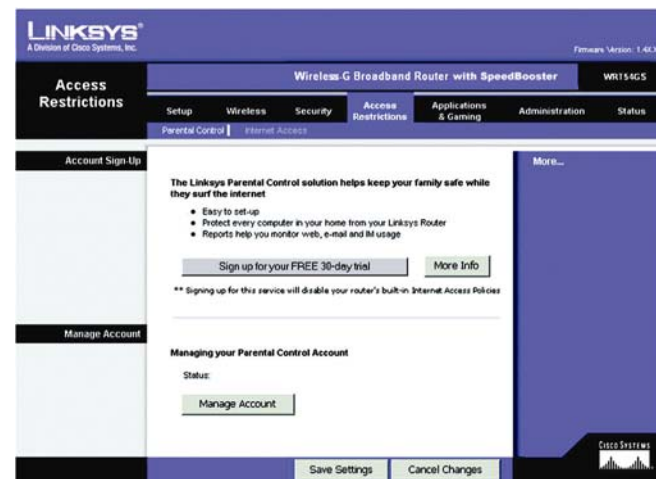 LINKSYS®
A Division of Cisco Systems, Inc.
Firmware Version: 
Access Restrictions
Wireless-G Broadband Router with SpeedBooster
WRT54GS
Setup
Wireless
Security
Access Restrictions
Applications & Gaming
Administration
Status
Parental Control
Internet Access
Account Sign-Up
The Linksys Parental Control solution helps keep your family safe while
they surf the internet
Easy to set-up
Protect every computer in your home from your Linksys Router
Reports help you monitor web, e-mail and IM usage
Sign up for your FREE 30-day trial
More Info
** Signing up for this service will disable your router's built-in Internet Access Policies
More...
Manage Account
Managing your Parental Control Account
Status:
Manage Account
Save Settings
Cancel Changes
CISCO SYSTEMS